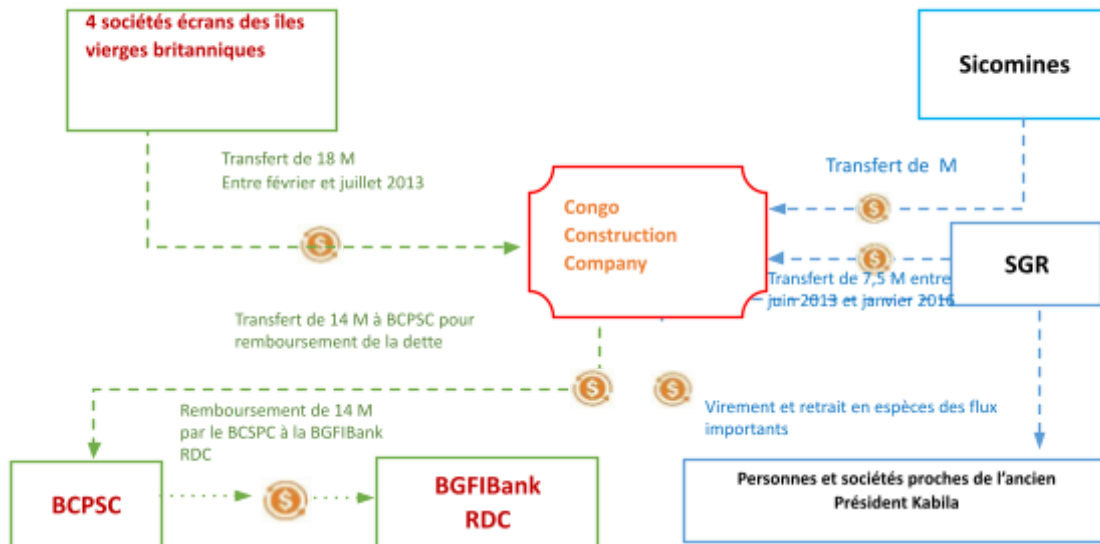 4 sociétés écrans des îles
vierges britanniques
Sicomines
Transfert de 18 M
Entre février et juillet 2013
Transfert de  M
Congo
Construction
Company
SGR
Transfert de 7,5 M entre
juin 2013 et janvier 2016
Transfert de 14 M à BCPSC pour
remboursement de la dette
Remboursement de 14 M
par le BCSPC à la BGFIBank
RDC
Virement et retrait en espèces des flux
importants
BCPSC
BGFIBank
RDC
Personnes et sociétés proches de l'ancien
Président Kabila